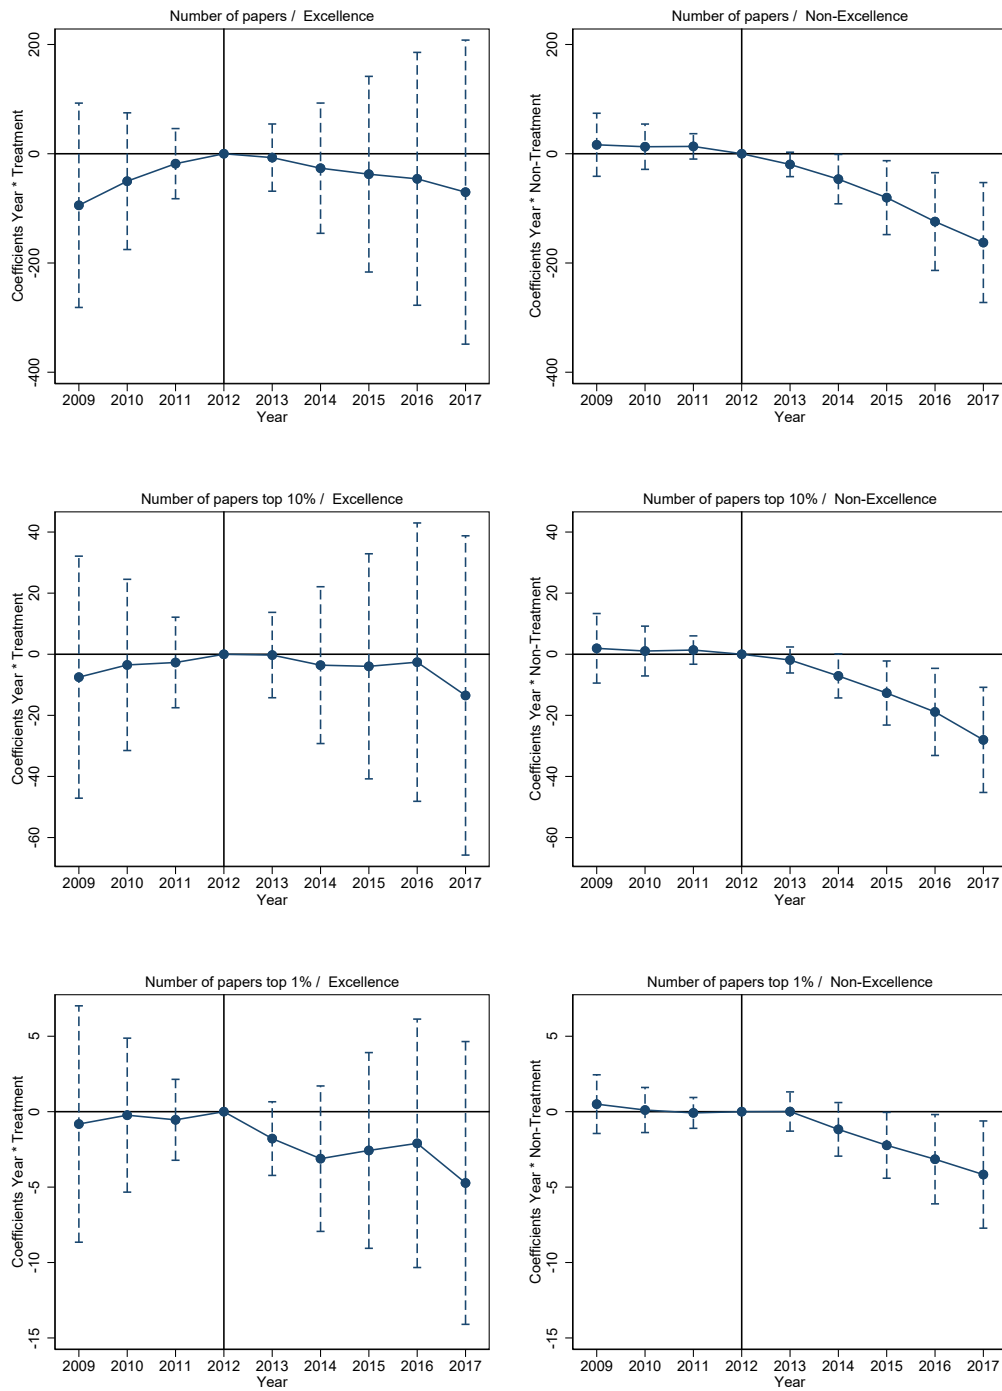 Number of papers /  Excellence
Coefficients Year * Treatment
200
0
-200
-400
2009 2010 2011 2012 2013 2014 2015 2016 2017
Year
Number of papers /  Non-Excellence
Coefficients Year * Non-Treatment
200
0
-200
-400
2009 2010 2011 2012 2013 2014 2015 2016 2017
Year
Number of papers top 10% /  Excellence
Coefficients Year * Treatment
40
20
0
-20
-40
-60
2009 2010 2011 2012 2013 2014 2015 2016 2017
Year
Number of papers top 10% /  Non-Excellence
Coefficients Year * Non-Treatment
40
20
0
-20
-40
-60
2009 2010 2011 2012 2013 2014 2015 2016 2017
Year
Number of papers top 1% /  Excellence
Coefficients Year * Treatment
5
0
-5
-10
-15
2009 2010 2011 2012 2013 2014 2015 2016 2017
Year
Number of papers top 1% /  Non-Excellence
Coefficients Year * Non-Treatment
5
0
-5
-10
-15
2009 2010 2011 2012 2013 2014 2015 2016 2017
Year